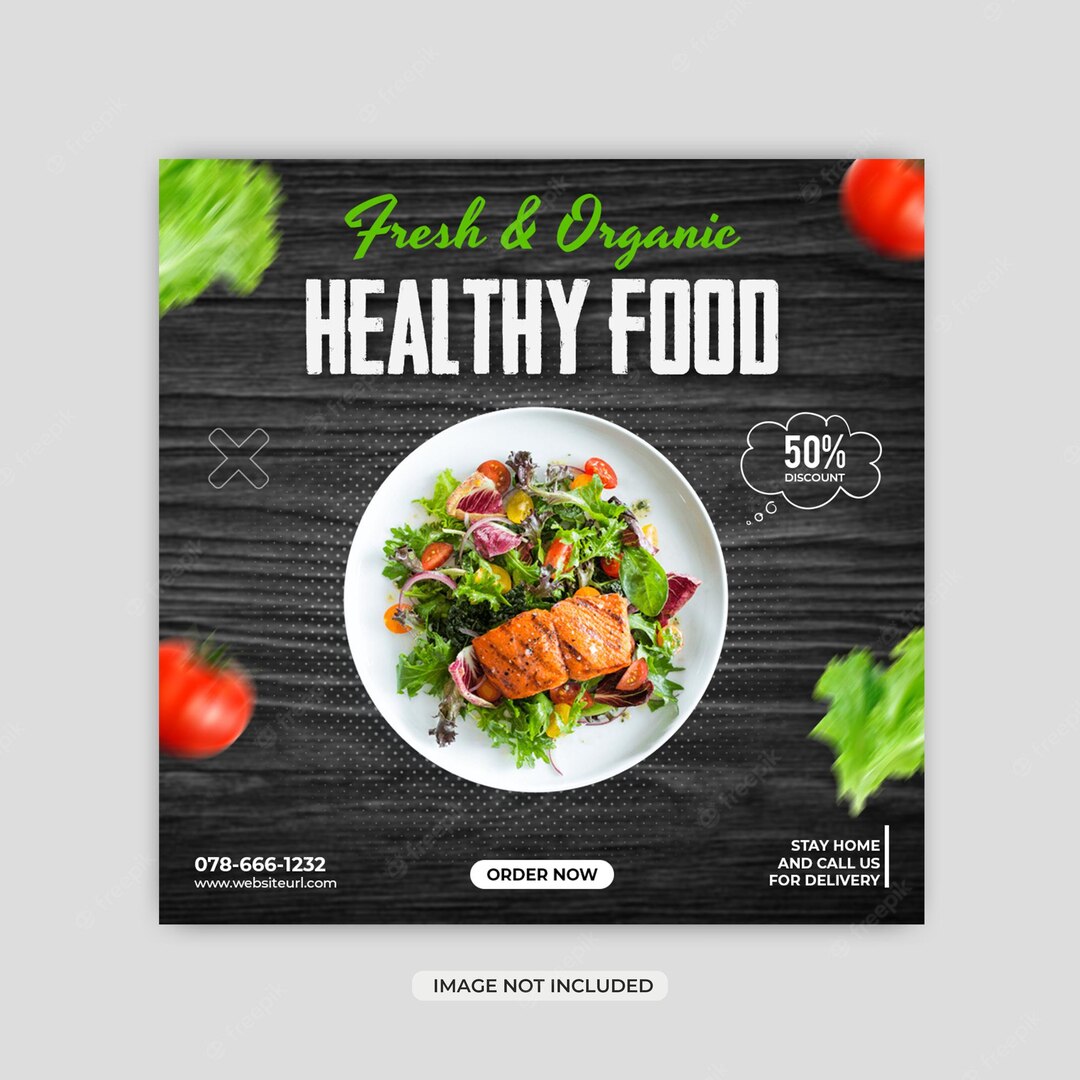 Fresh & Organic
HEALTHY FOOD
50%
DISCOUNT
078-666-1232
www.websiteurl.com
ORDER NOW
STAY HOME
AND CALL US
FOR DELIVERY
IMAGE NOT INCLUDED
freepik